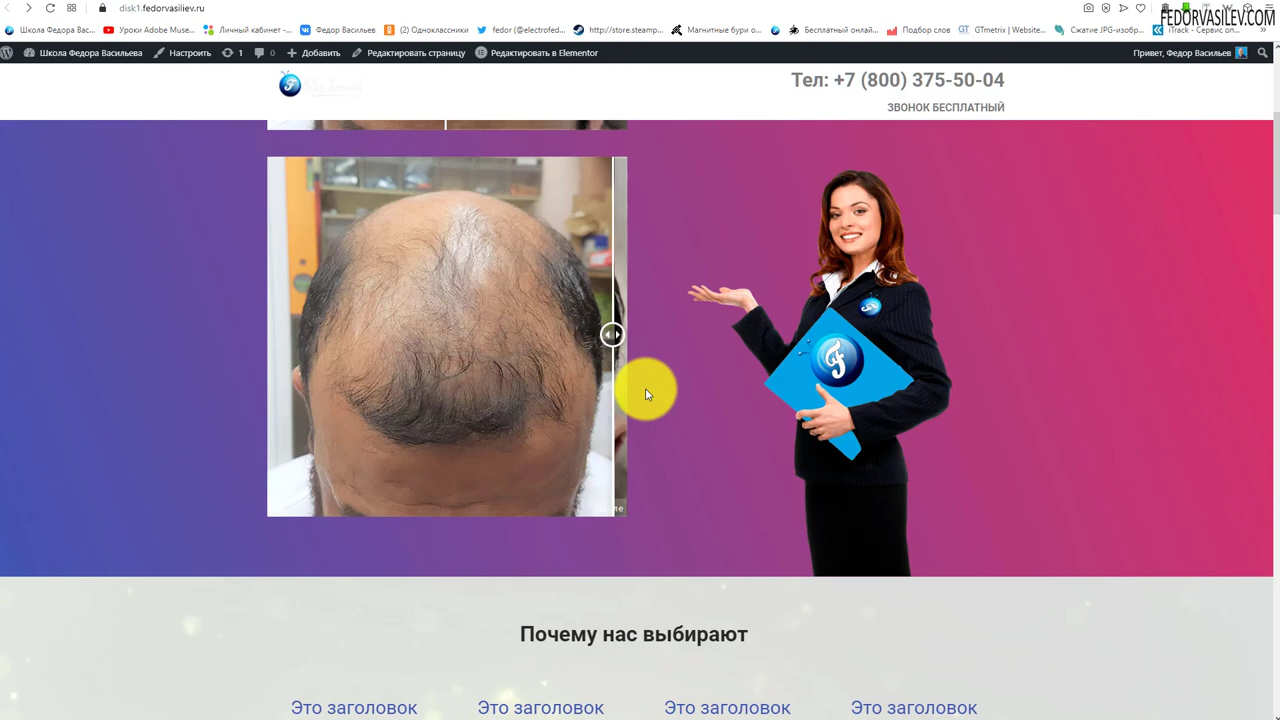 disk1.fedorvasiliev.ru
FEDORVASILEV.COM
Школа Федора Вас...
Уроки Adobe Muse...
Личный кабинет -...
Федор Васильев
(2) Одноклассники
fedor (@electrofed...
http://store.steamp...
Магнитные бури о...
Бесплатный онлай...
Подбор слов
GTmetrix | Website...
Сжатие JPG-изобр...
iTrack - Сервис оп...
Школа Федора Васильева
Настроить
1
0
Добавить
Редактировать страницу
Редактировать в Elementor
Привет, Федор Васильев
Тел: +7 (800) 375-50-04
ЗВОНОК БЕСПЛАТНЫЙ
Почему нас выбирают
Это заголовок
Это заголовок
Это заголовок
Это заголовок